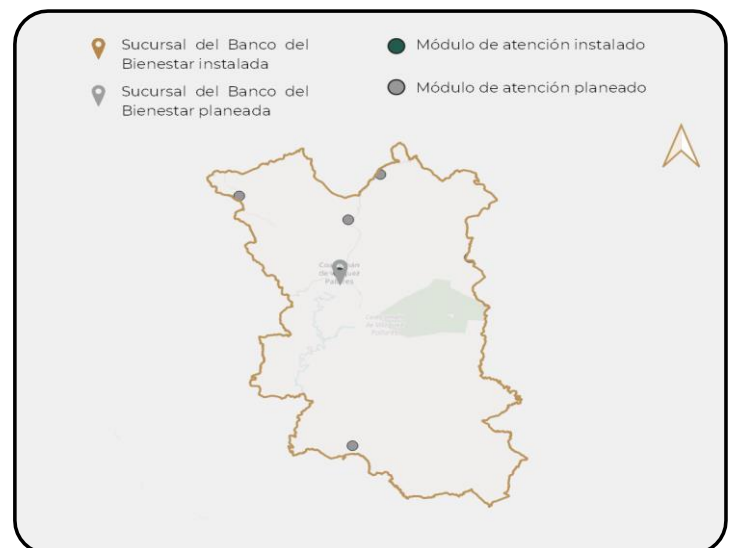 Sucursal del Banco del
Bienestar instalada
Sucursal del Banco del
Bienestar planeada
Módulo de atención instalado
Módulo de atención planeado